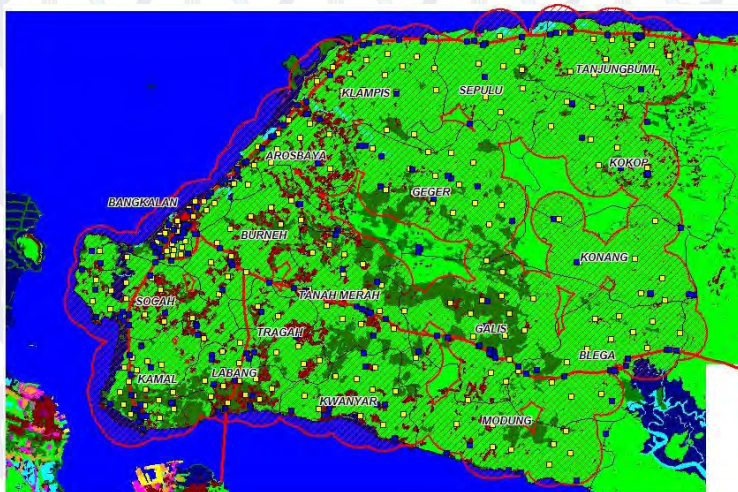 TANJUNGBUMI
KLAMPIS
SEPULU
AROSBAYA
KOKOP
GEGER
BANGKALAN
BURNEH
KONANG
SOCAH
TANAH MERAH
TRAGAH
GALIS
BLEGA
KAMAL
LABANG
KWANYAR
MODUNG